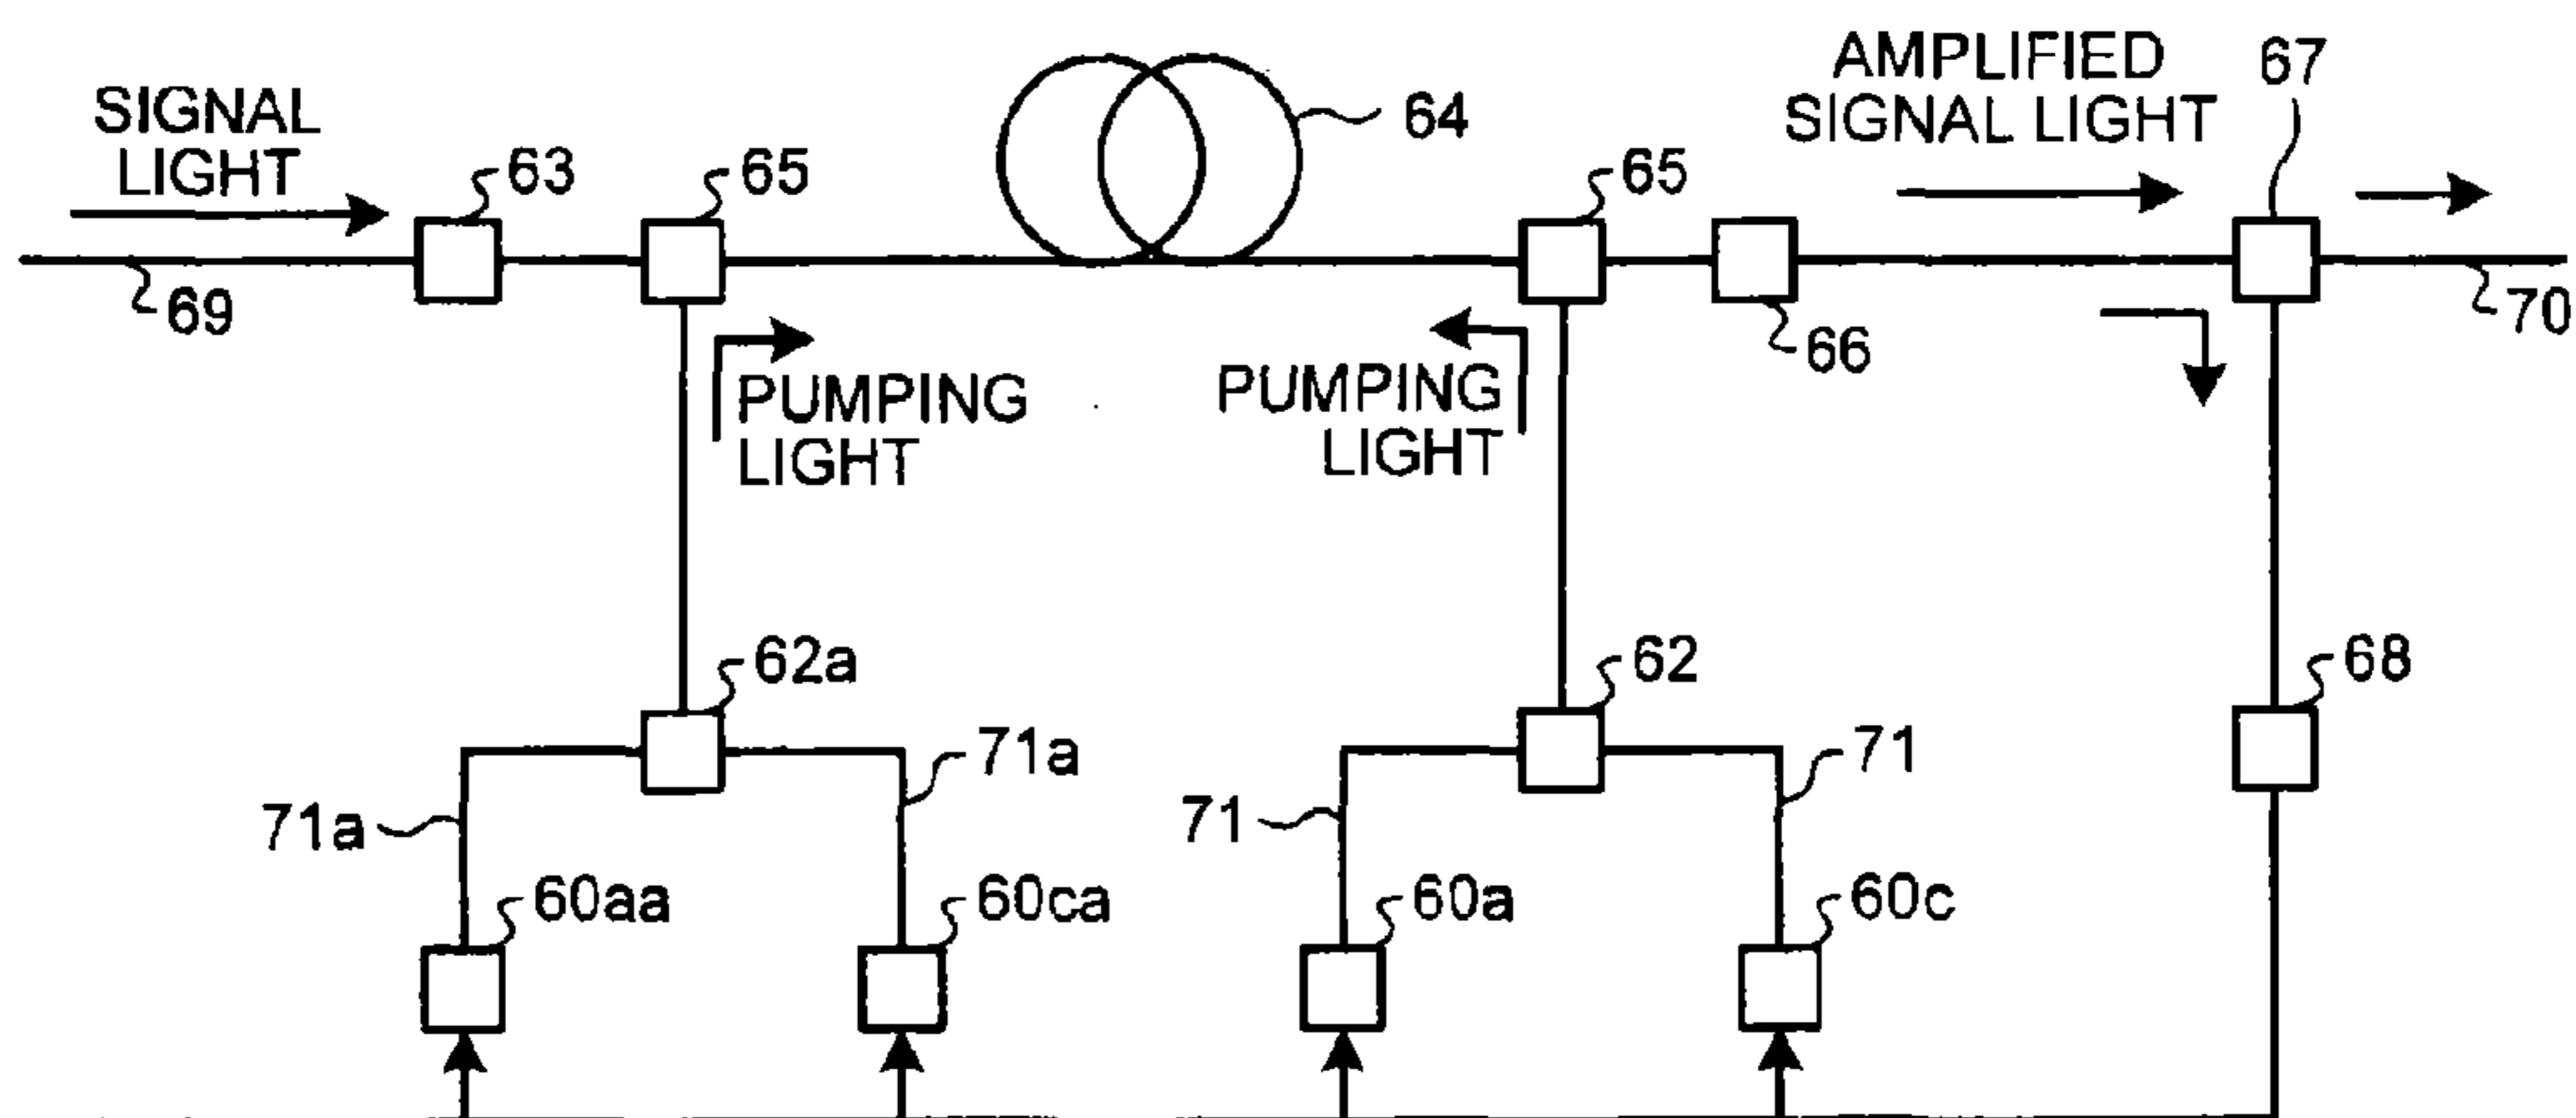 SIGNAL
LIGHT
63
65
64
65
AMPLIFIED
SIGNAL LIGHT
67
69
66
70
PUMPING
LIGHT
PUMPING
LIGHT
62a
62
68
71a
71a
71
71
60aa
60ca
60a
60c